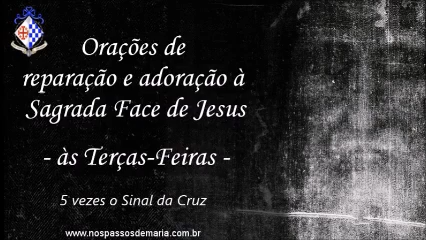 Orações de
reparação e adoração à
Sagrada Face de Jesus
- às Terças-Feiras -
5 vezes o Sinal da Cruz
www.nospassosdemaria.com.br